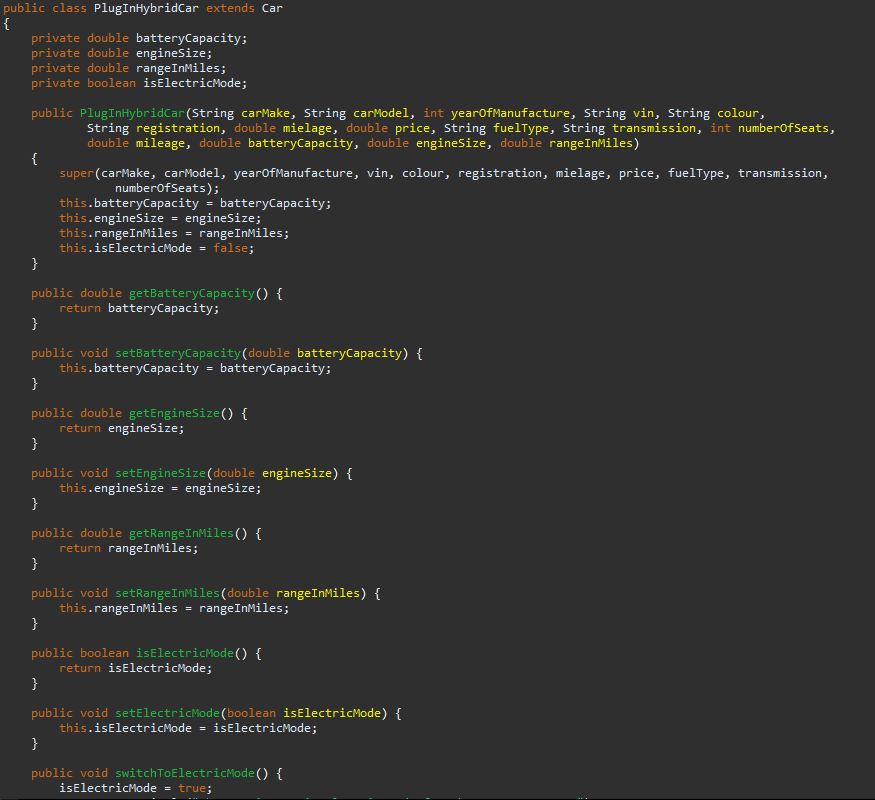 public class PlugInHybridCar extends Car
{
    private double batteryCapacity;
    private double engineSize;
    private double rangeInMiles;
    private boolean isElectricMode;

    public PlugInHybridCar(String carMake, String carModel, int yearOfManufacture, String vin, String colour,
            String registration, double mielage, double price, String fuelType, String transmission, int numberOfSeats,
            double mileage, double batteryCapacity, double engineSize, double rangeInMiles)
    {
        super(carMake, carModel, yearOfManufacture, vin, colour, registration, mielage, price, fuelType, transmission,
                numberOfSeats);
        this.batteryCapacity = batteryCapacity;
        this.engineSize = engineSize;
        this.rangeInMiles = rangeInMiles;
        this.isElectricMode = false;
    }

    public double getBatteryCapacity() {
        return batteryCapacity;
    }

    public void setBatteryCapacity(double batteryCapacity) {
        this.batteryCapacity = batteryCapacity;
    }

    public double getEngineSize() {
        return engineSize;
    }

    public void setEngineSize(double engineSize) {
        this.engineSize = engineSize;
    }

    public double getRangeInMiles() {
        return rangeInMiles;
    }

    public void setRangeInMiles(double rangeInMiles) {
        this.rangeInMiles = rangeInMiles;
    }

    public boolean isElectricMode() {
        return isElectricMode;
    }

    public void setElectricMode(boolean isElectricMode) {
        this.isElectricMode = isElectricMode;
    }

    public void switchToElectricMode() {
        isElectricMode = true;